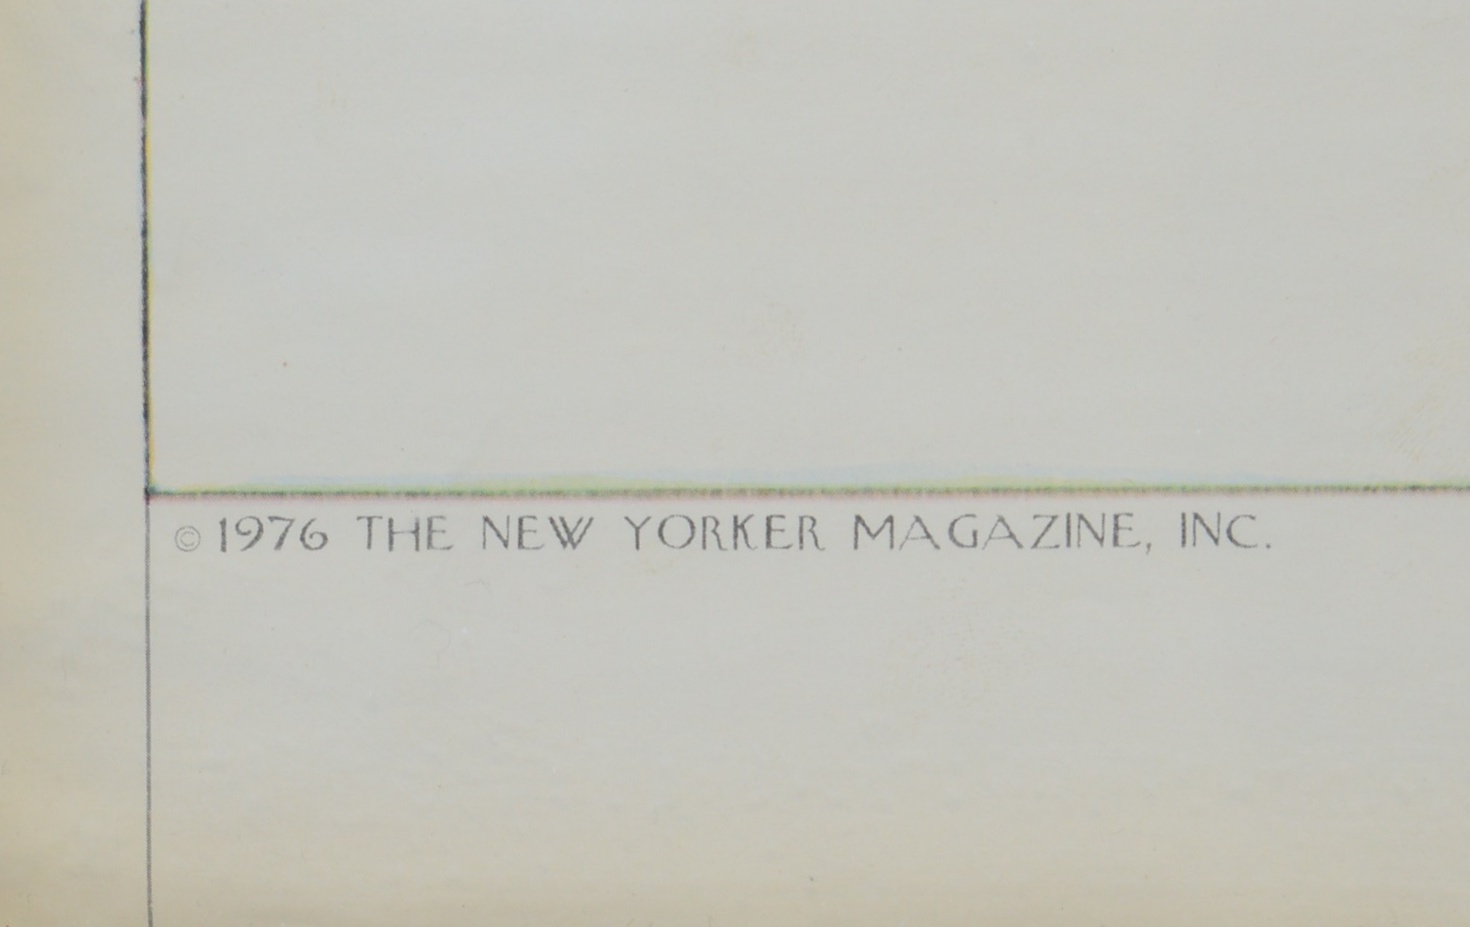 © 1976 THE NEW YORKER MAGAZINE, INC.